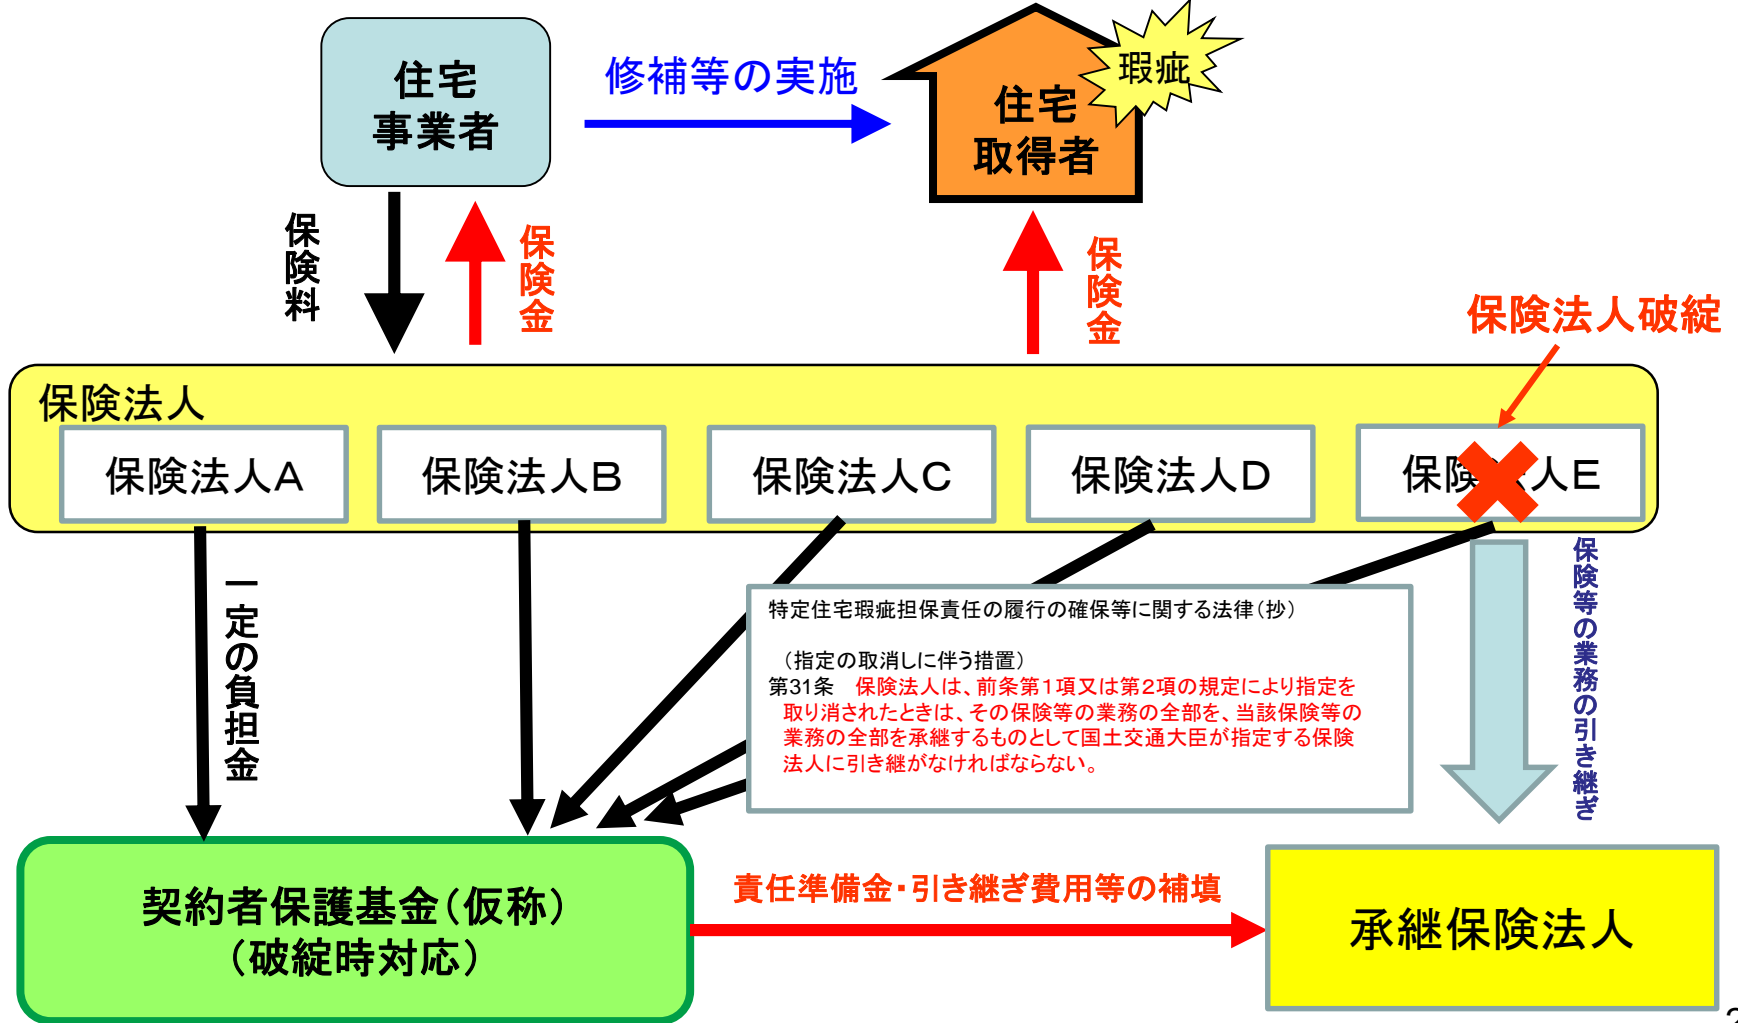 住宅
事業者
修補等の実施
住宅
取得者
瑕疵
保険料
保険金
保険金
保険法人破綻
保険法人
保険法人A
保険法人B
保険法人C
保険法人D
保険法人E
一定の負担金
特定住宅瑕疵担保責任の履行の確保等に関する法律(抄)
(指定の取消しに伴う措置)
第31条 保険法人は、前条第1項又は第2項の規定により指定を
取り消されたときは、その保険等の業務の全部を、当該保険等の
業務の全部を承継するものとして国土交通大臣が指定する保険
法人に引き継がなければならない。
保険等の業務の引き継ぎ
契約者保護基金(仮称)
(破綻時対応)
責任準備金・引き継ぎ費用等の補填
承継保険法人